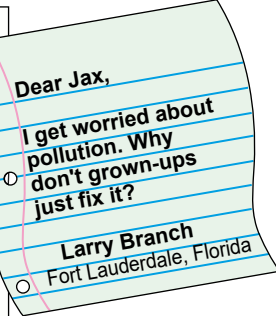 Dear Jax,
I get worried about
pollution. Why
don't grown-ups
just fix it?
Larry Branch
Fort Lauderdale, Florida